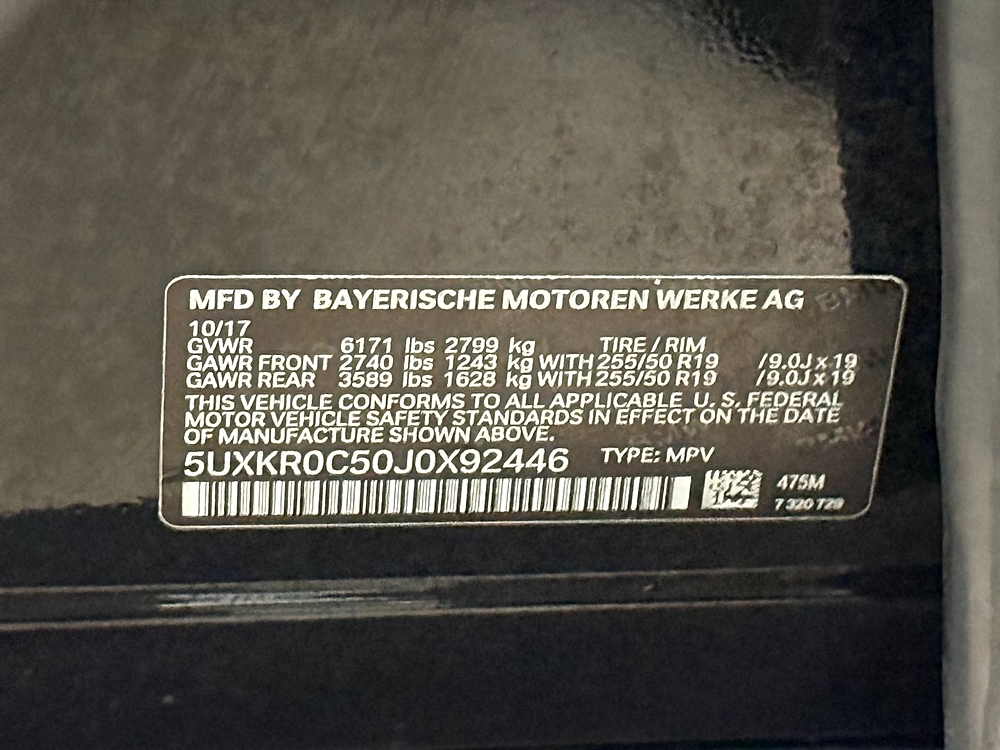 MFD BY BAYERISCHE MOTOREN WERKE AG
10/17
GVWR 6171 lbs 2799 kg TIRE / RIM
GAWR FRONT 2740 lbs 1243 kg WITH 255/50 R19 /9.0J x 19
GAWR REAR 3589 lbs 1628 kg WITH 255/50 R19 /9.0J x 19
THIS VEHICLE CONFORMS TO ALL APPLICABLE U. S. FEDERAL
MOTOR VEHICLE SAFETY STANDARDS IN EFFECT ON THE DATE
OF MANUFACTURE SHOWN ABOVE.
5UXKR0C50J0X92446 TYPE: MPV
475M
7 320 729